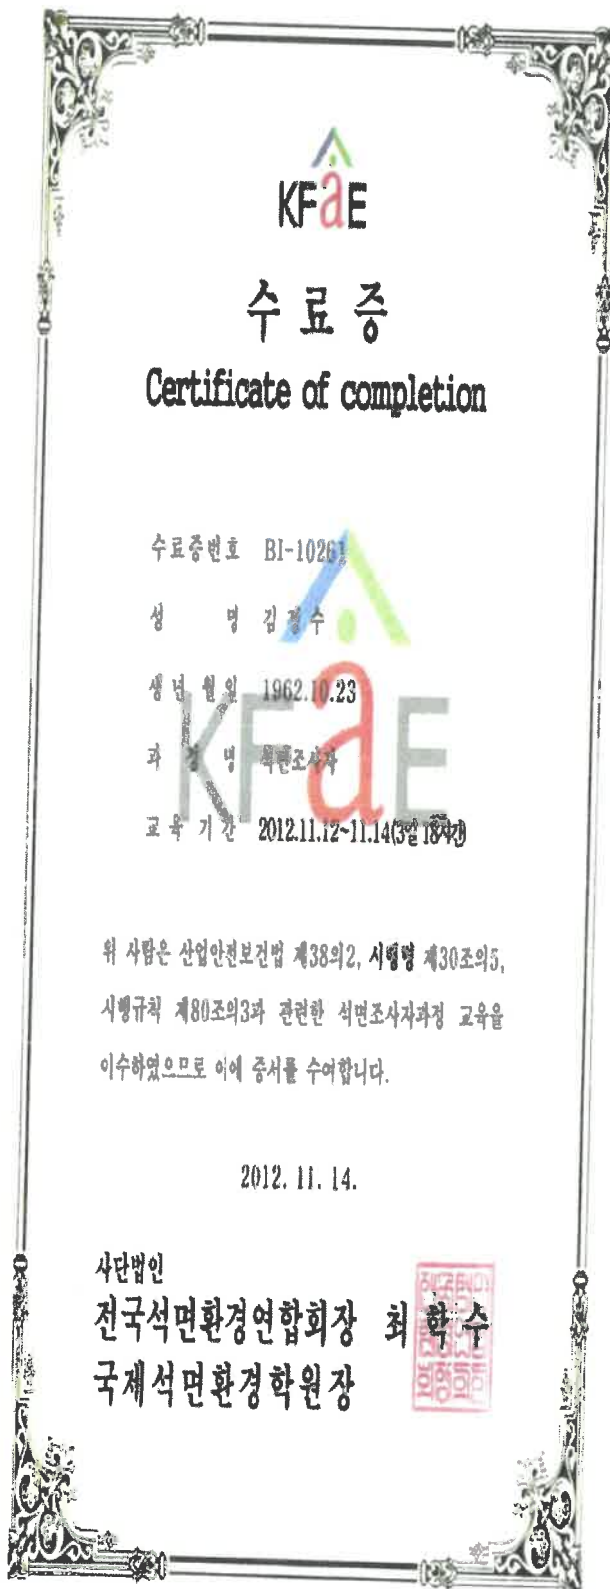 KFaE
수 료 증
Certificate of completion
수료증번호 BI-10261
성 명 김 수
생 년 월 일 1962.10.23
과 정 명 석면조사자
교 육 기 간 2012.11.12~11.14(3일 18시간)
KFaE
위 사람은 산업안전보건법 제38의2, 시행령 제30조의5,
시행규칙 제80조의3과 관련한 석면조사자과정 교육을
이수하였으므로 이에 증서를 수여합니다.
2012. 11. 14.
사단법인
전국석면환경연합회장 최 학 수
국제석면환경학원장